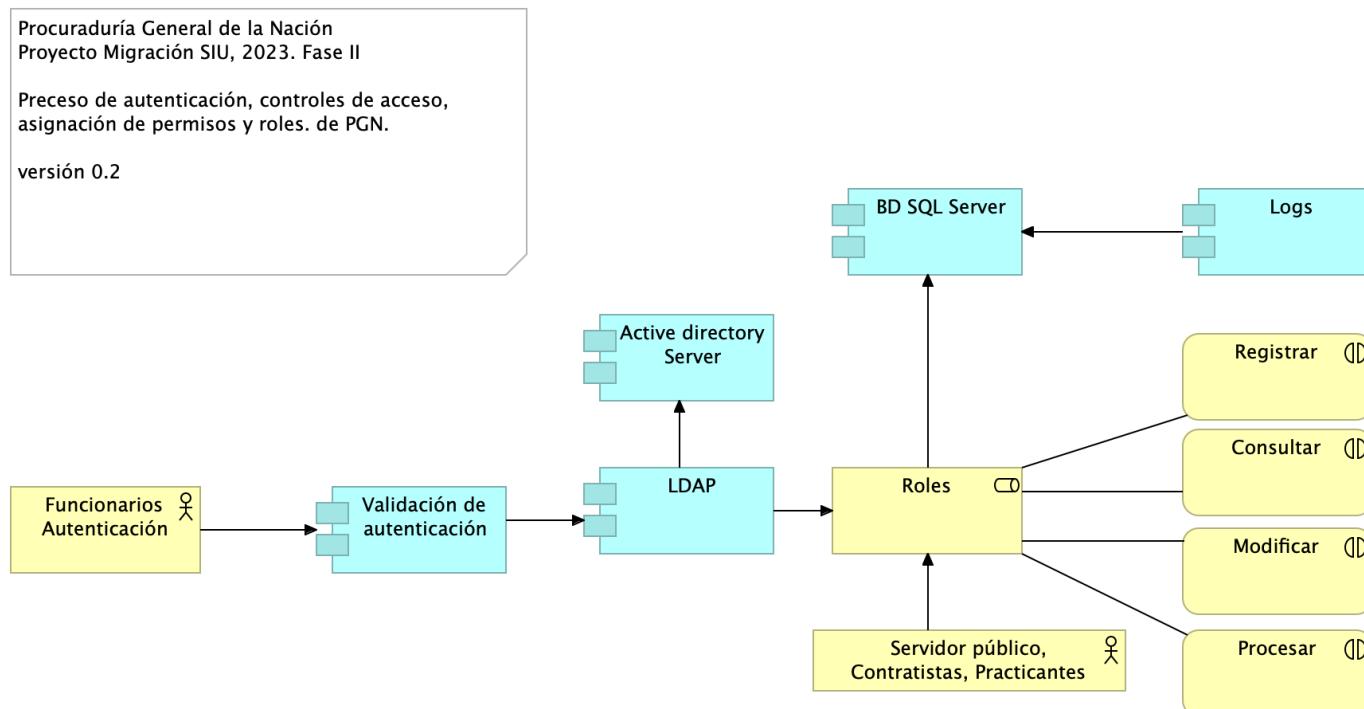 Procuraduría General de la Nación
Proyecto Migración SIU, 2023. Fase II
Preceso de autenticación, controles de acceso,
asignación de permisos y roles. de PGN.
versión 0.2
BD SQL Server
Logs
Active directory
Server
Registrar
Consultar
Funcionarios
Autenticación
Validación de
autenticación
LDAP
Roles
Modificar
Servidor público,
Contratistas, Practicantes
Procesar